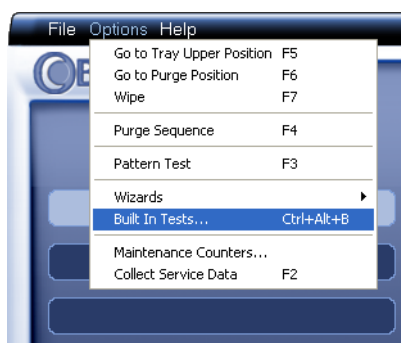 File Options Help
Go to Tray Upper Position F5
Go to Purge Position F6
Wipe F7
Purge Sequence F4
Pattern Test F3
Wizards
Built In Tests... Ctrl+Alt+B
Maintenance Counters...
Collect Service Data F2